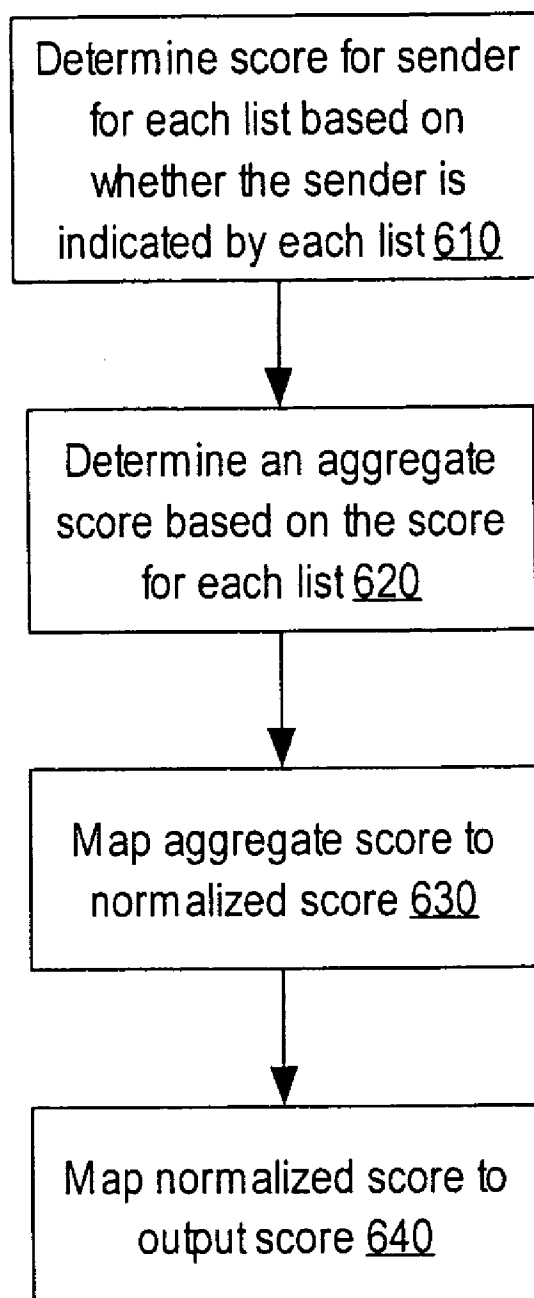 Determine score for sender
for each list based on
whether the sender is
indicated by each list 610
Determine an aggregate
score based on the score
for each list 620
Map aggregate score to
normalized score 630
Map normalized score to
output score 640